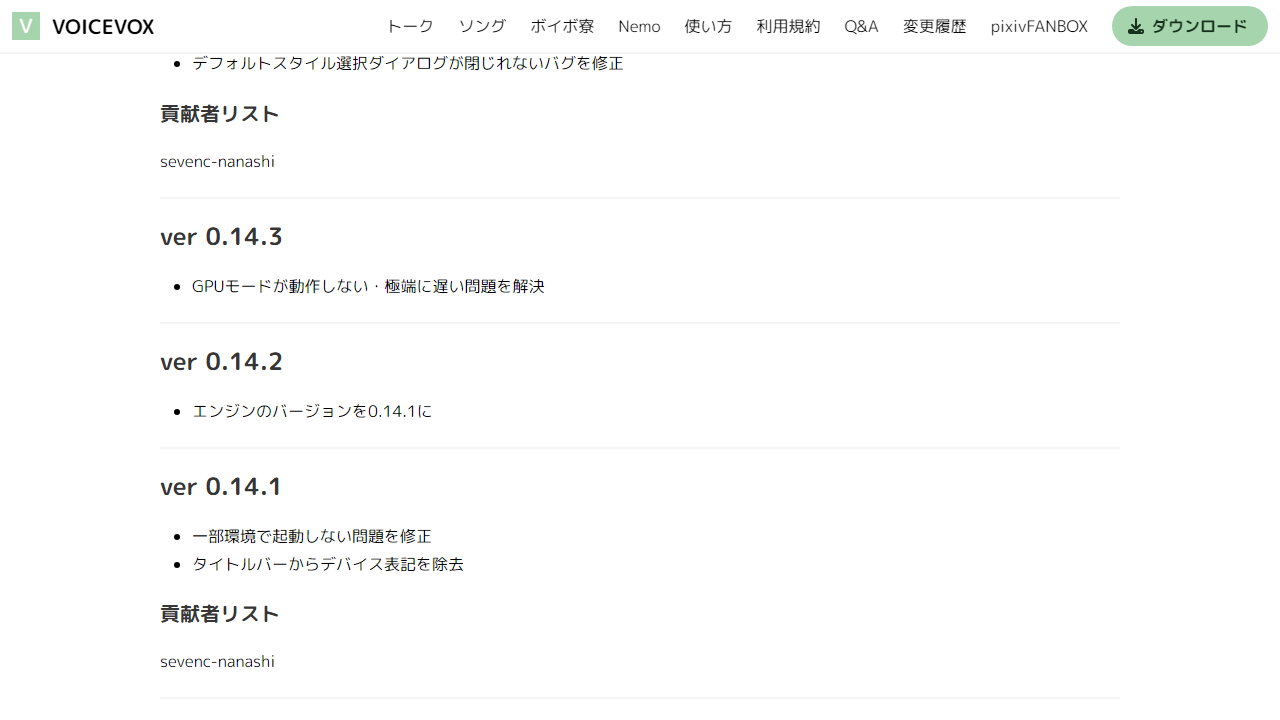 V VOICEVOX トーク ソング ボイボ寮 Nemo 使い方 利用規約 Q&A 変更履歴 pixivFANBOX ダウンロード
デフォルトスタイル選択ダイアログが閉じれないバグを修正
貢献者リスト
sevenc-nanashi
ver 0.14.3
GPUモードが動作しない・極端に遅い問題を解決
ver 0.14.2
エンジンのバージョンを0.14.1に
ver 0.14.1
一部環境で起動しない問題を修正
タイトルバーからデバイス表記を除去
貢献者リスト
sevenc-nanashi